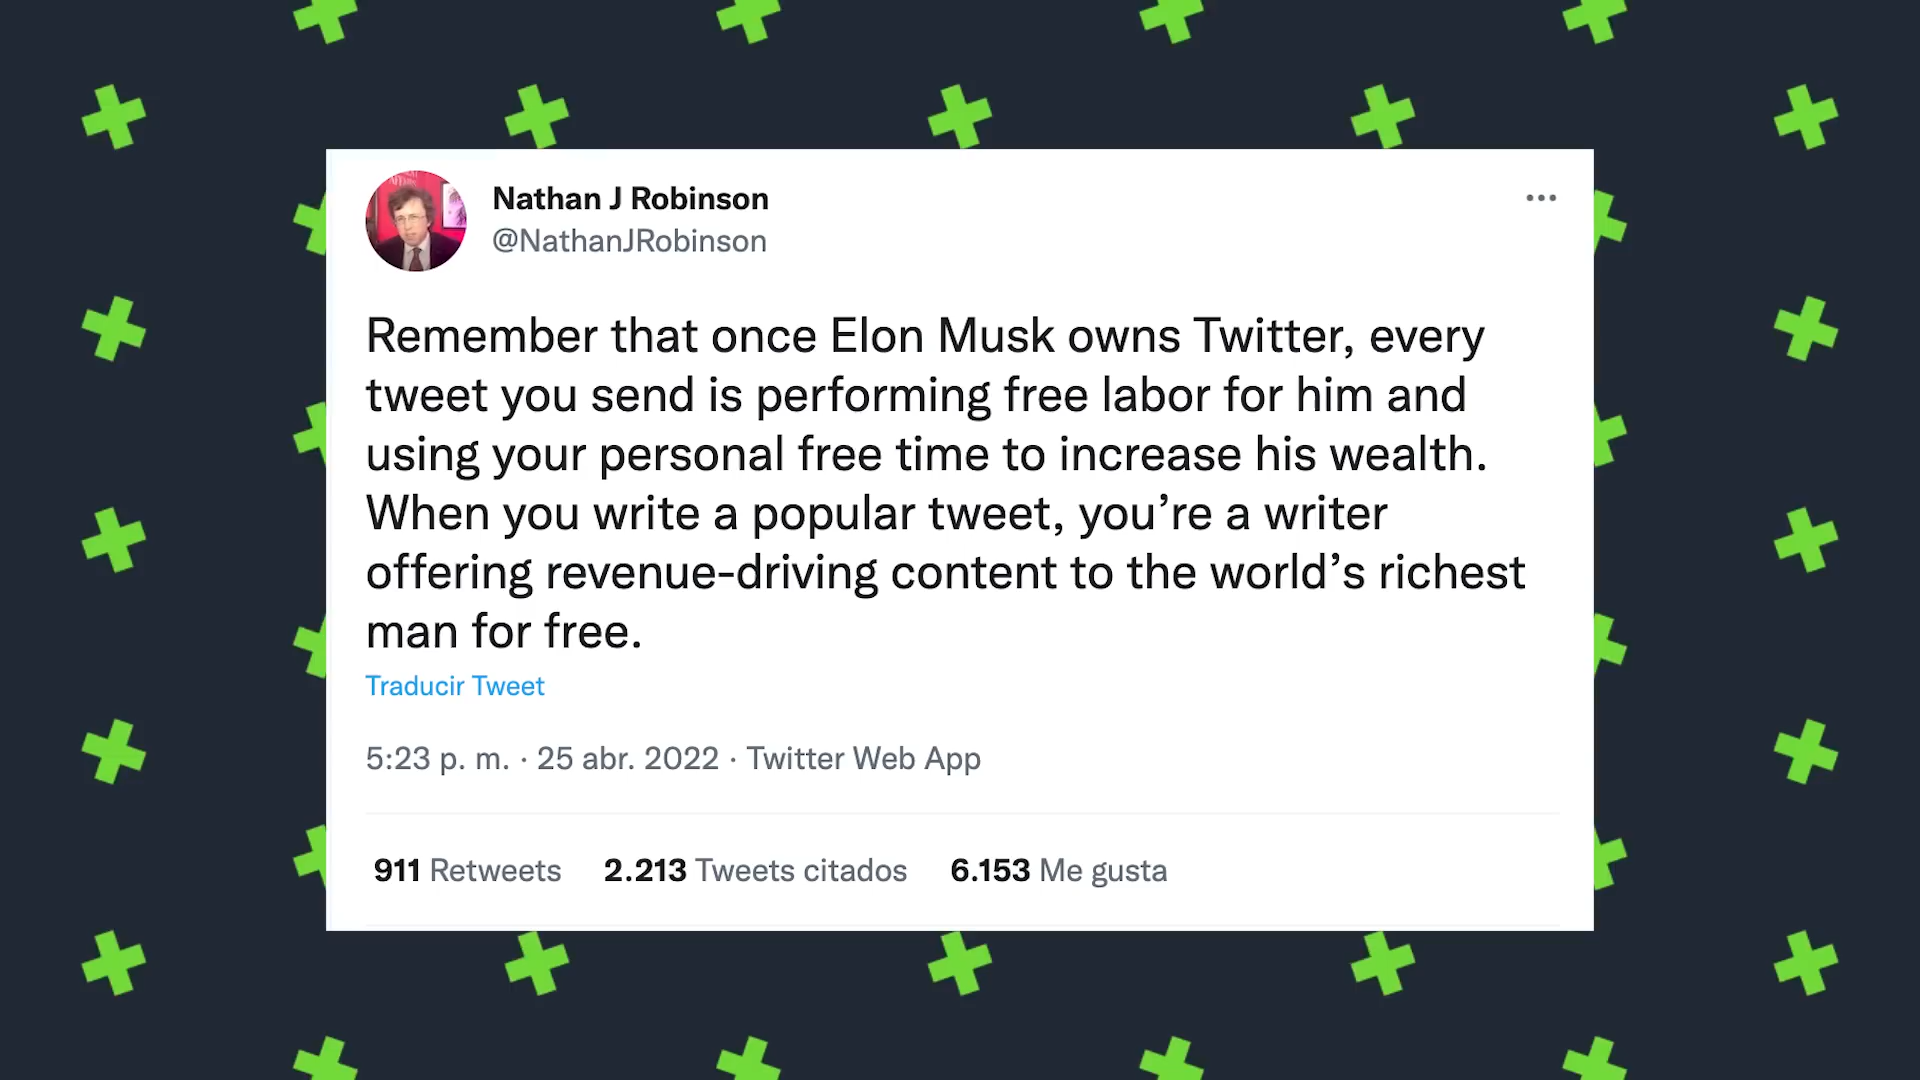 Nathan J Robinson
@NathanJRobinson
Remember that once Elon Musk owns Twitter, every
tweet you send is performing free labor for him and
using your personal free time to increase his wealth.
When you write a popular tweet, you’re a writer
offering revenue-driving content to the world’s richest
man for free.
Traducir Tweet
5:23 p. m. · 25 abr. 2022 · Twitter Web App
911 Retweets 2.213 Tweets citados 6.153 Me gusta